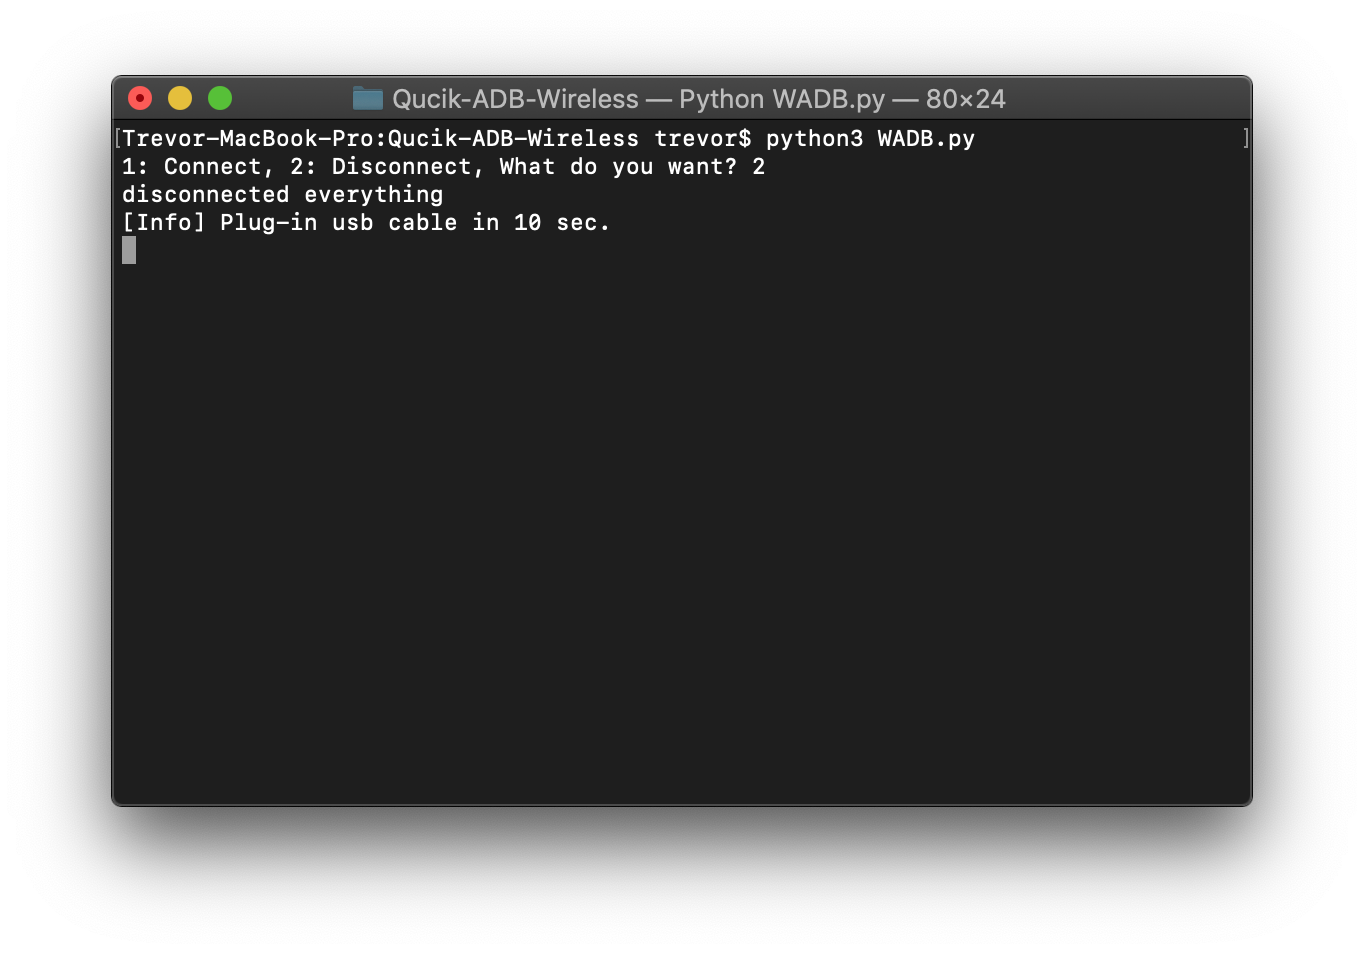 Qucik-ADB-Wireless — Python WADB.py — 80×24
[Trevor-MacBook-Pro:Qucik-ADB-Wireless trevor$ python3 WADB.py ]
1: Connect, 2: Disconnect, What do you want? 2
disconnected everything
[Info] Plug-in usb cable in 10 sec.